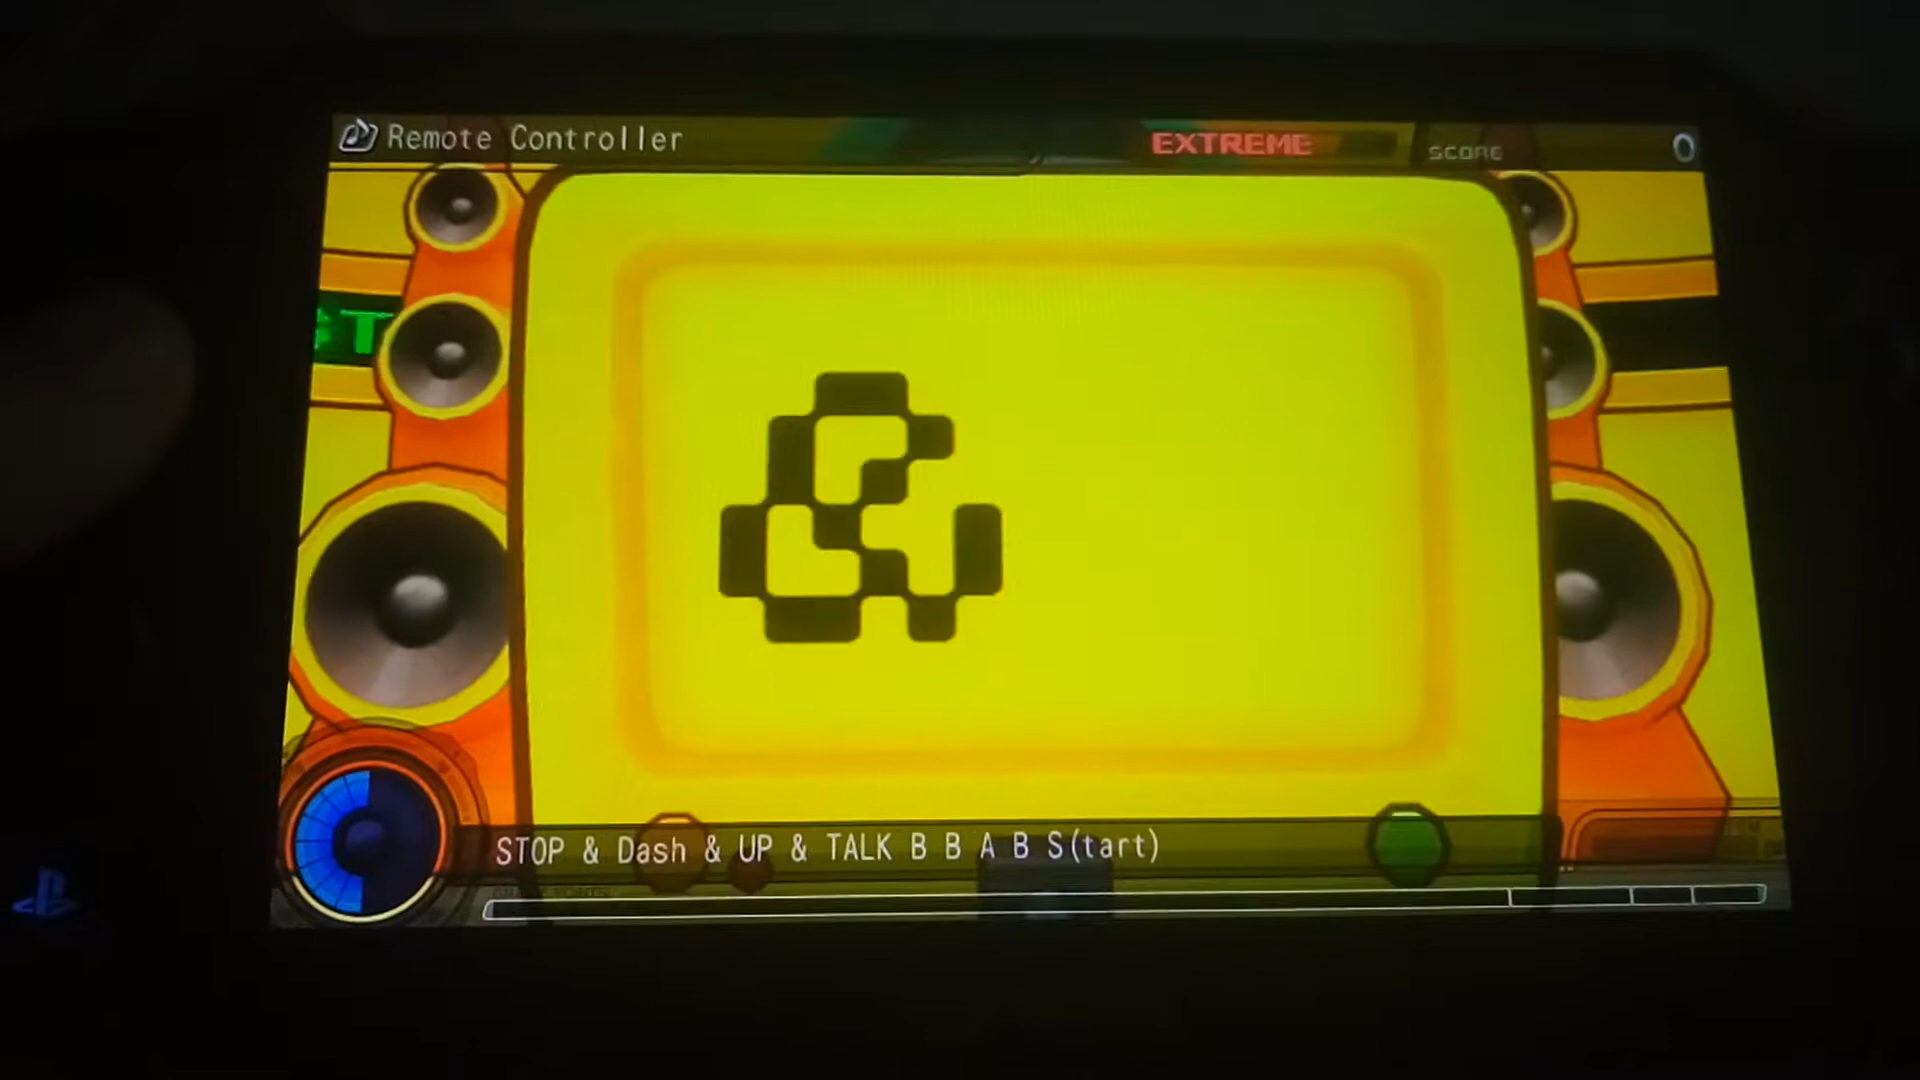 Remote Controller
EXTREME
SCORE 0
T
&
STOP & Dash & UP & TALK B B A B S(tart)